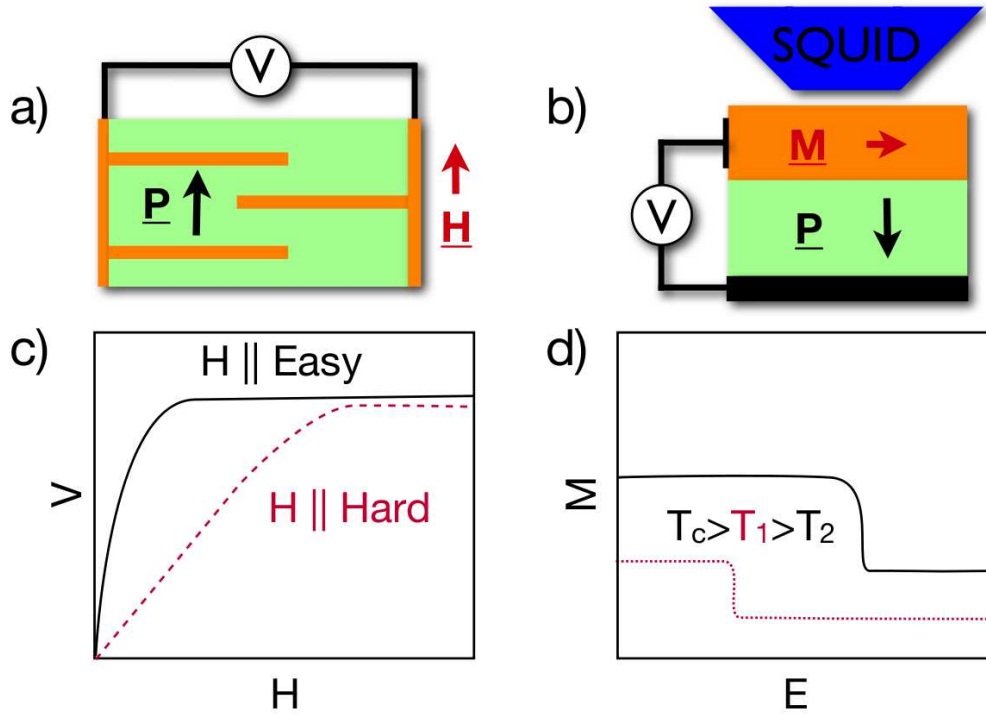 a)
V
P
H
b)
SQUID
M
V
P
c)
H || Easy
H || Hard
V
H
d)
Tc>T1>T2
M
E